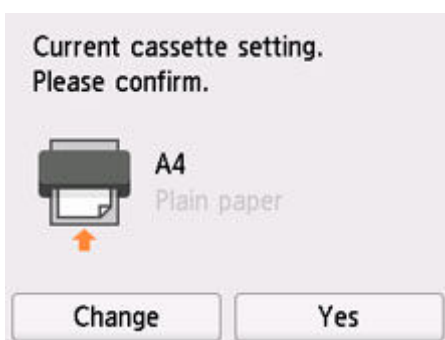 Current cassette setting.
Please confirm.
A4
Plain paper
Change
Yes